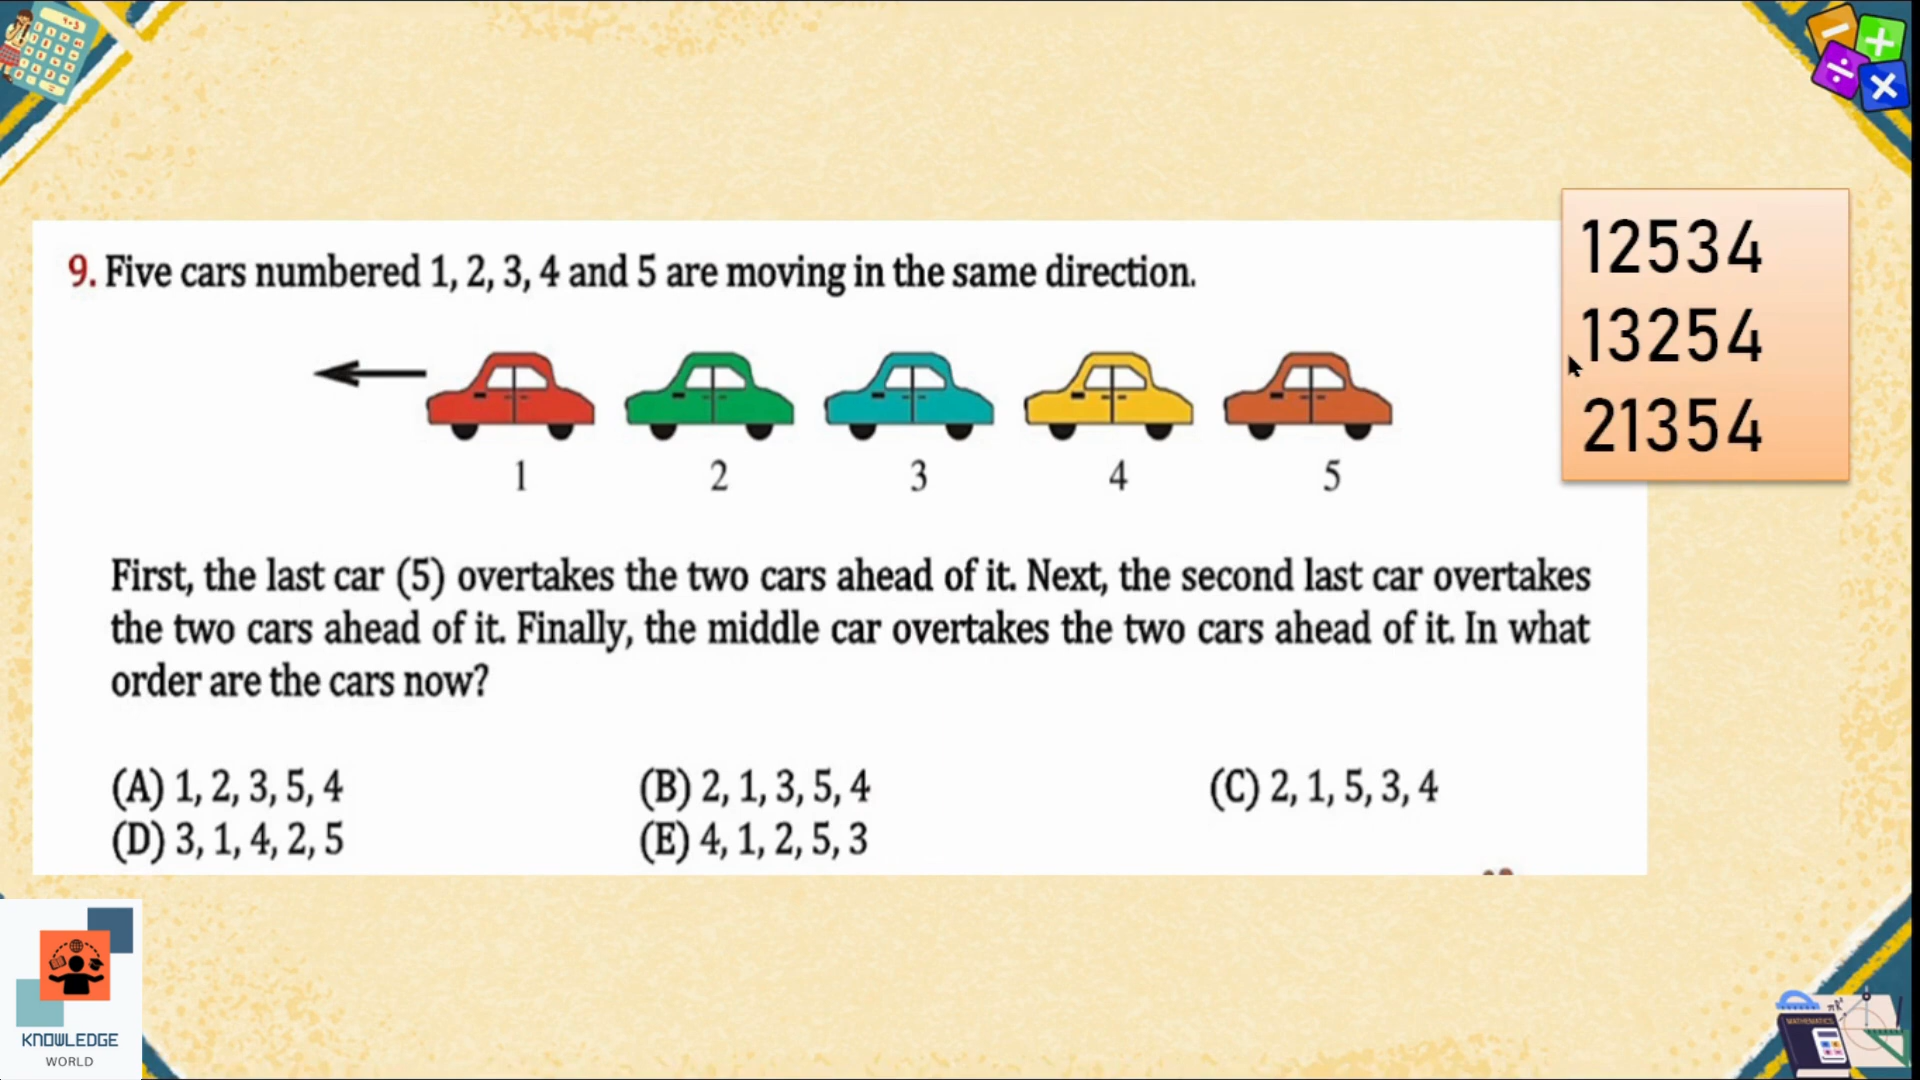 9. Five cars numbered 1, 2, 3, 4 and 5 are moving in the same direction.
1 2 3 4 5
First, the last car (5) overtakes the two cars ahead of it. Next, the second last car overtakes
the two cars ahead of it. Finally, the middle car overtakes the two cars ahead of it. In what
order are the cars now?
(A) 1, 2, 3, 5, 4 (B) 2, 1, 3, 5, 4 (C) 2, 1, 5, 3, 4
(D) 3, 1, 4, 2, 5 (E) 4, 1, 2, 5, 3
12534
13254
21354
KNOWLEDGE
WORLD
MATHEMATICS